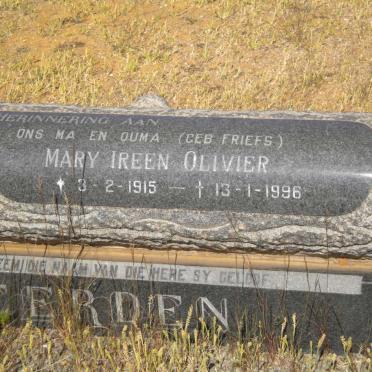 HERINNERING AAN
ONS MA EN OUMA (GEB FRIEFS)
MARY IREEN OLIVIER
3-2-1915 — † 13-1-1996
DIE NAAM VAN DIE HERE SY GELOOF
ERDEN